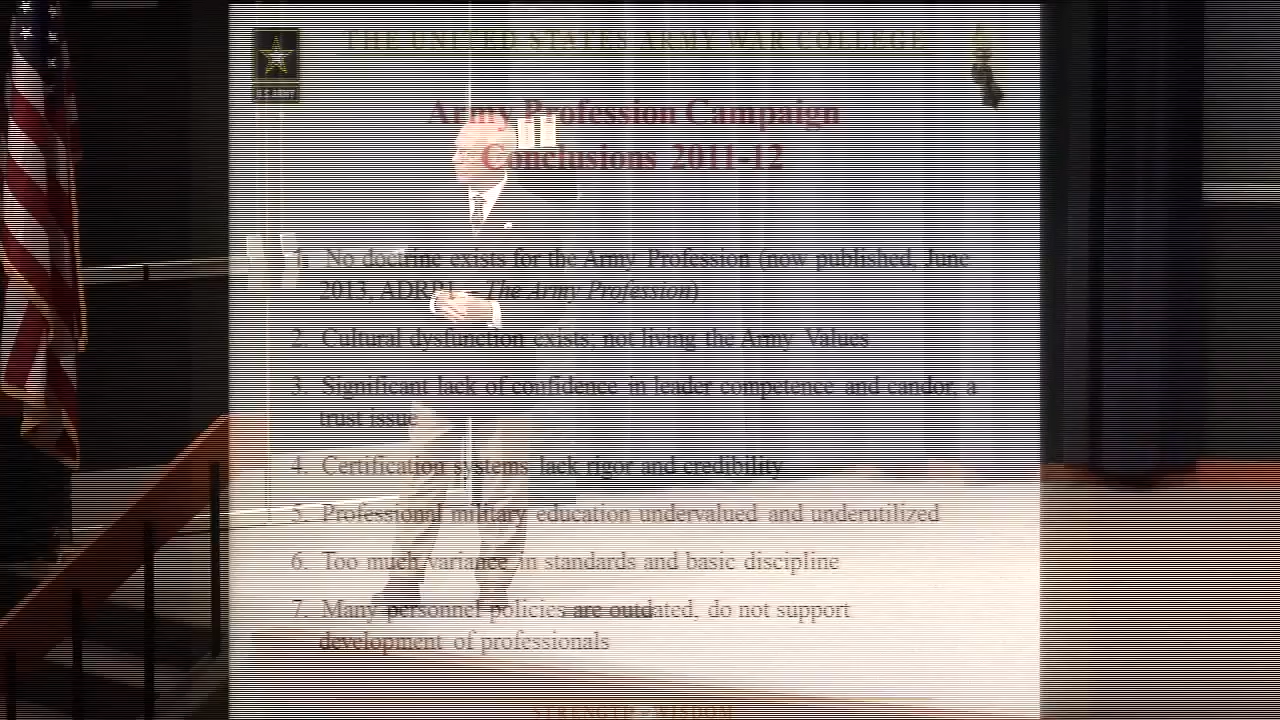 THE UNITED STATES ARMY WAR COLLEGE
U.S. ARMY
Army Profession Campaign
Conclusions 2011-12
1. No doctrine exists for the Army Profession (now published, June
2013, ADRP1 – The Army Profession)
2. Cultural dysfunction exists; not living the Army Values
3. Significant lack of confidence in leader competence and candor, a
trust issue
4. Certification systems lack rigor and credibility
5. Professional military education undervalued and underutilized
6. Too much variance in standards and basic discipline
7. Many personnel policies are outdated, do not support
development of professionals
STRENGTH – WISDOM